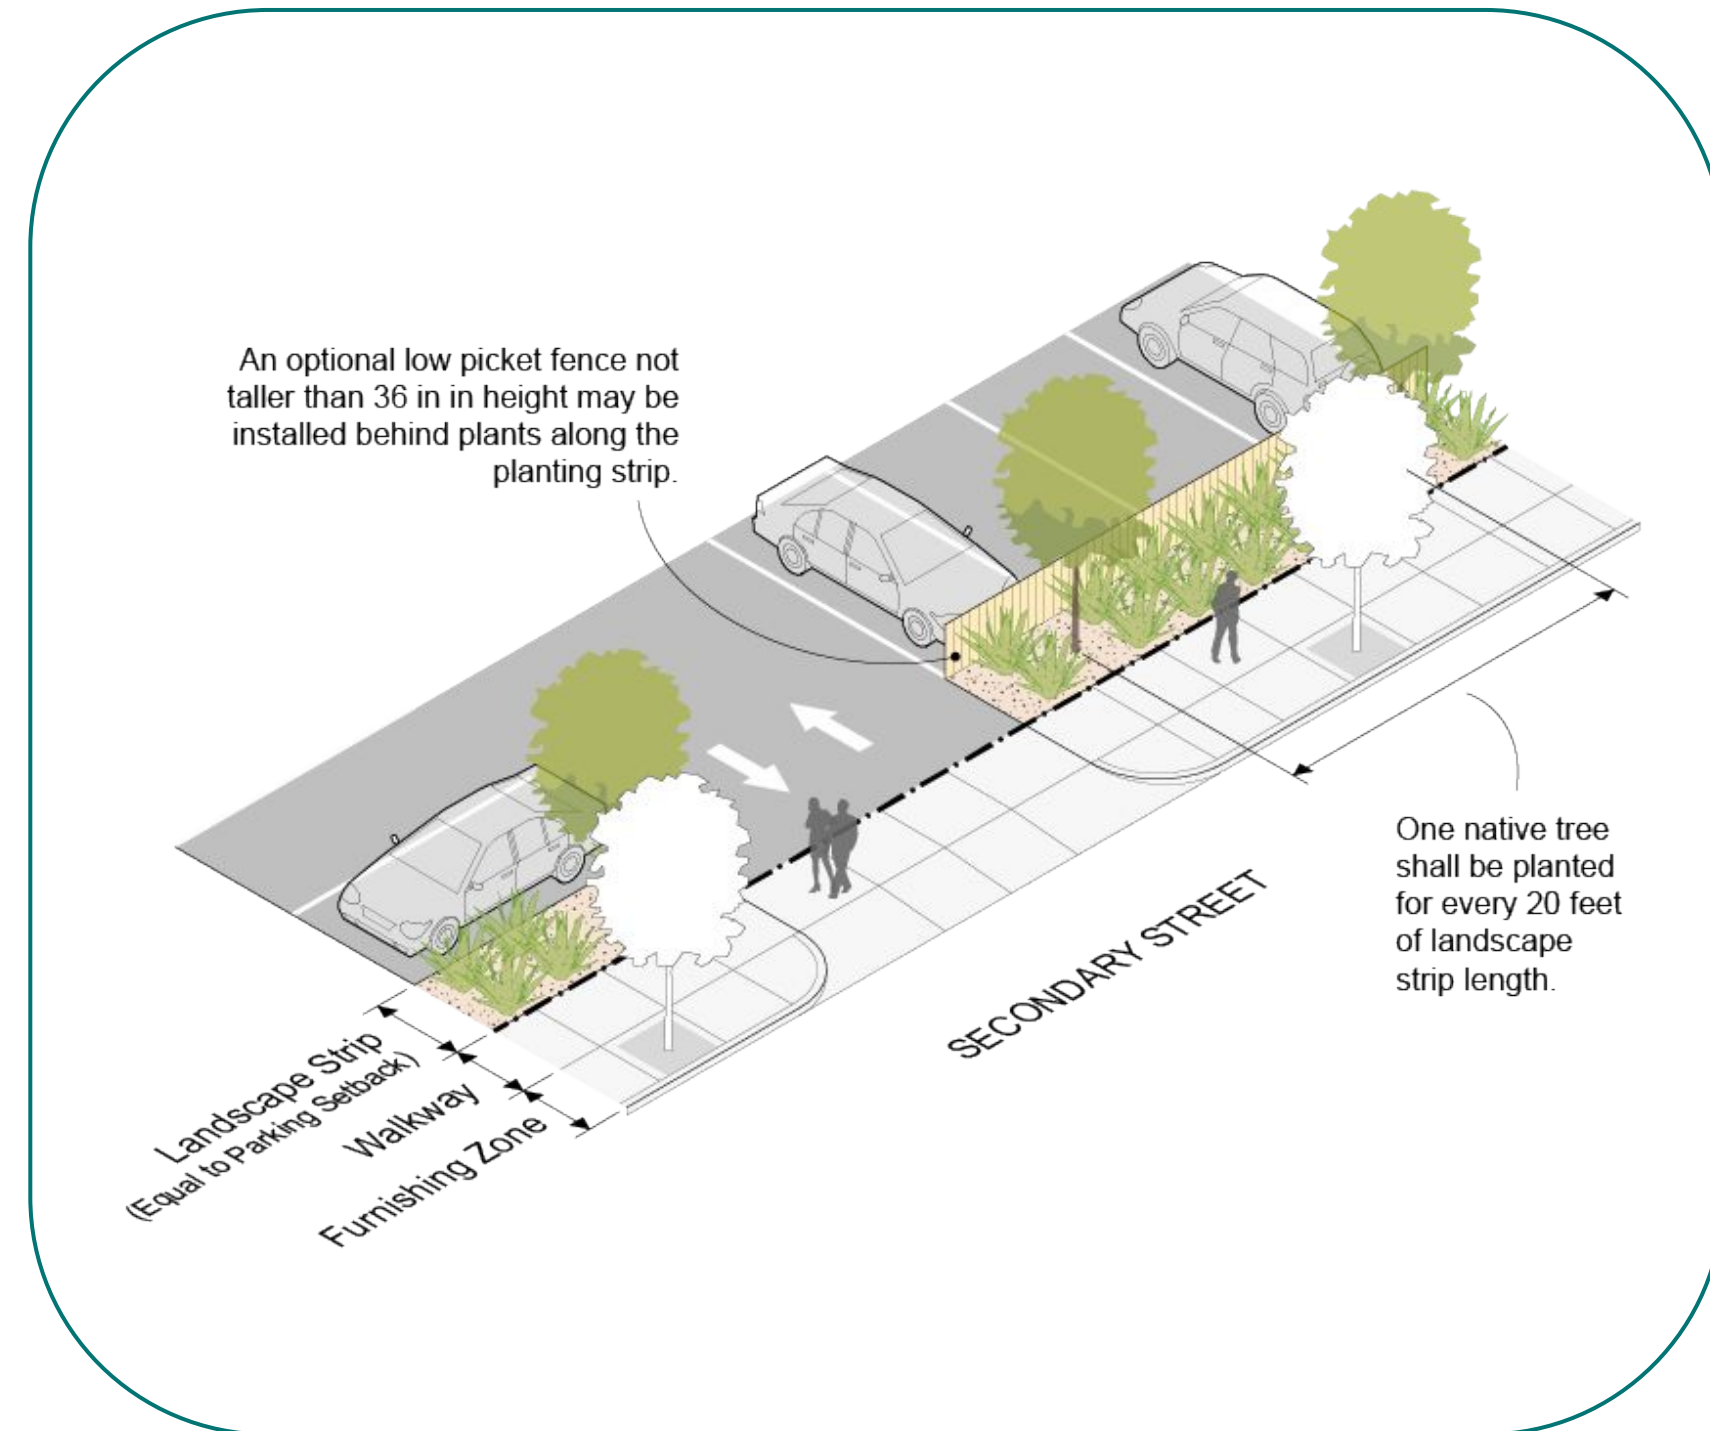 An optional low picket fence not
taller than 36 in in height may be
installed behind plants along the
planting strip.
One native tree
shall be planted
for every 20 feet
of landscape
strip length.
SECONDARY STREET
Landscape Strip
(Equal to Parking Setback)
Walkway
Furnishing Zone